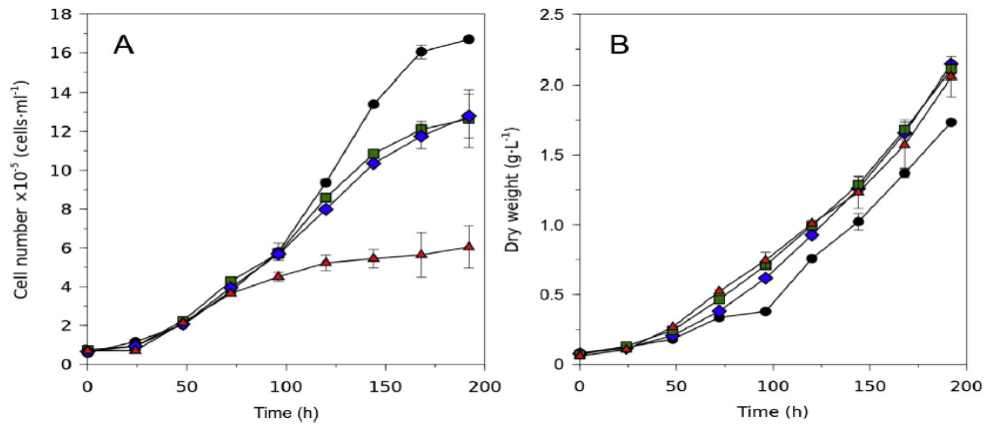 A
Cell number x10⁻⁵ (cells·ml⁻¹)
18
16
14
12
10
8
6
4
2
0
0 50 100 150 200
Time (h)
B
Dry weight (g·L⁻¹)
2.5
2.0
1.5
1.0
0.5
0.0
0 50 100 150 200
Time (h)